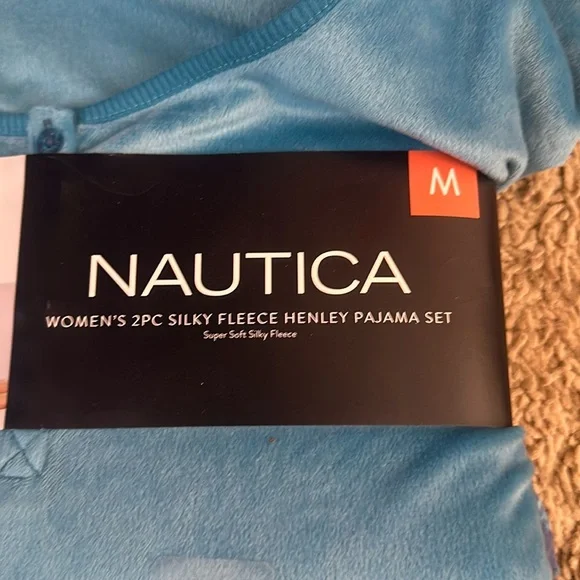 M
NAUTICA
WOMEN'S 2PC SILKY FLEECE HENLEY PAJAMA SET
Super Soft Silky Fleece